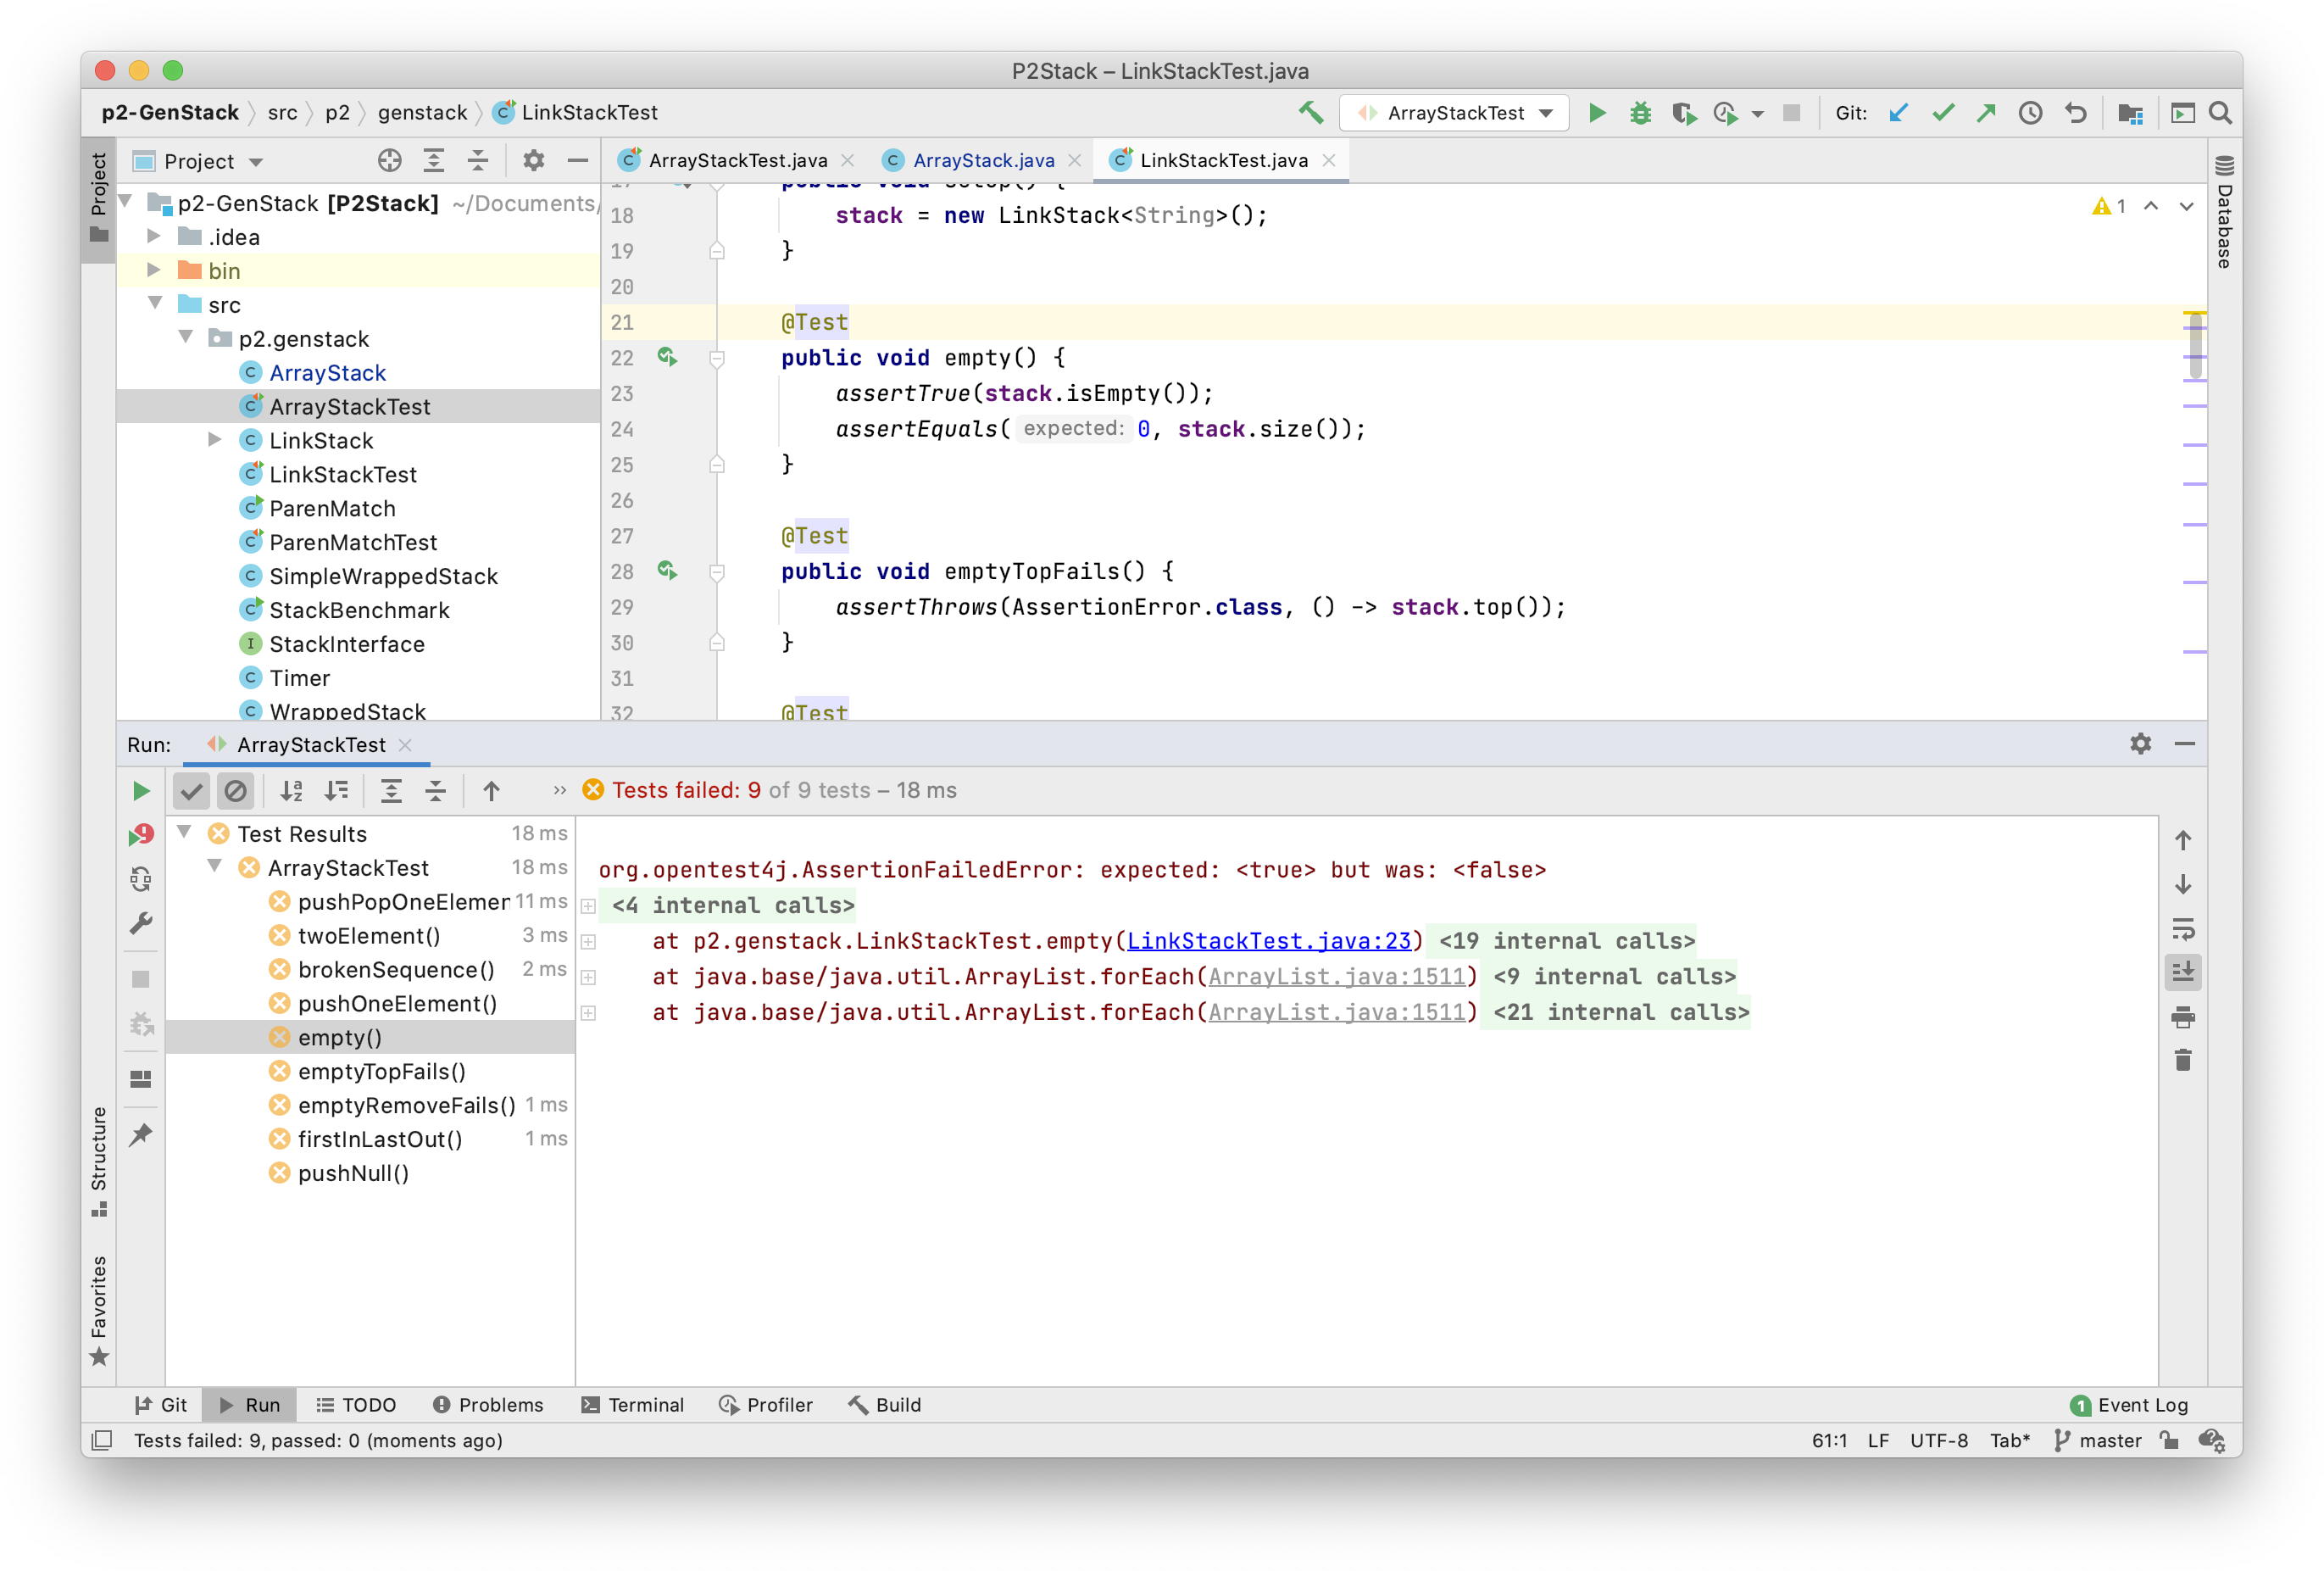 P2Stack – LinkStackTest.java
p2-GenStack src p2 genstack LinkStackTest ArrayStackTest Git:
Project
Project
ArrayStackTest.java ArrayStack.java LinkStackTest.java
Database
p2-GenStack [P2Stack] ~/Documents/
.idea
bin
src
p2.genstack
ArrayStack
ArrayStackTest
LinkStack
LinkStackTest
ParenMatch
ParenMatchTest
SimpleWrappedStack
StackBenchmark
StackInterface
Timer
WrappedStack
18 stack = new LinkStack<String>();
19 }
20
21 @Test
22 public void empty() {
23 assertTrue(stack.isEmpty());
24 assertEquals( expected: 0, stack.size());
25 }
26
27 @Test
28 public void emptyTopFails() {
29 assertThrows(AssertionError.class, () -> stack.top());
30 }
31
32 @Test
1
Run: ArrayStackTest
Tests failed: 9 of 9 tests – 18 ms
Test Results 18 ms
ArrayStackTest 18 ms
pushPopOneElemer 11 ms
twoElement() 3 ms
brokenSequence() 2 ms
pushOneElement()
empty()
emptyTopFails()
emptyRemoveFails() 1 ms
firstInLastOut() 1 ms
pushNull()
org.opentest4j.AssertionFailedError: expected: <true> but was: <false>
<4 internal calls>
at p2.genstack.LinkStackTest.empty(LinkStackTest.java:23) <19 internal calls>
at java.base/java.util.ArrayList.forEach(ArrayList.java:1511) <9 internal calls>
at java.base/java.util.ArrayList.forEach(ArrayList.java:1511) <21 internal calls>
Structure
Favorites
Git Run TODO Problems Terminal Profiler Build 1 Event Log
Tests failed: 9, passed: 0 (moments ago) 61:1 LF UTF-8 Tab* master